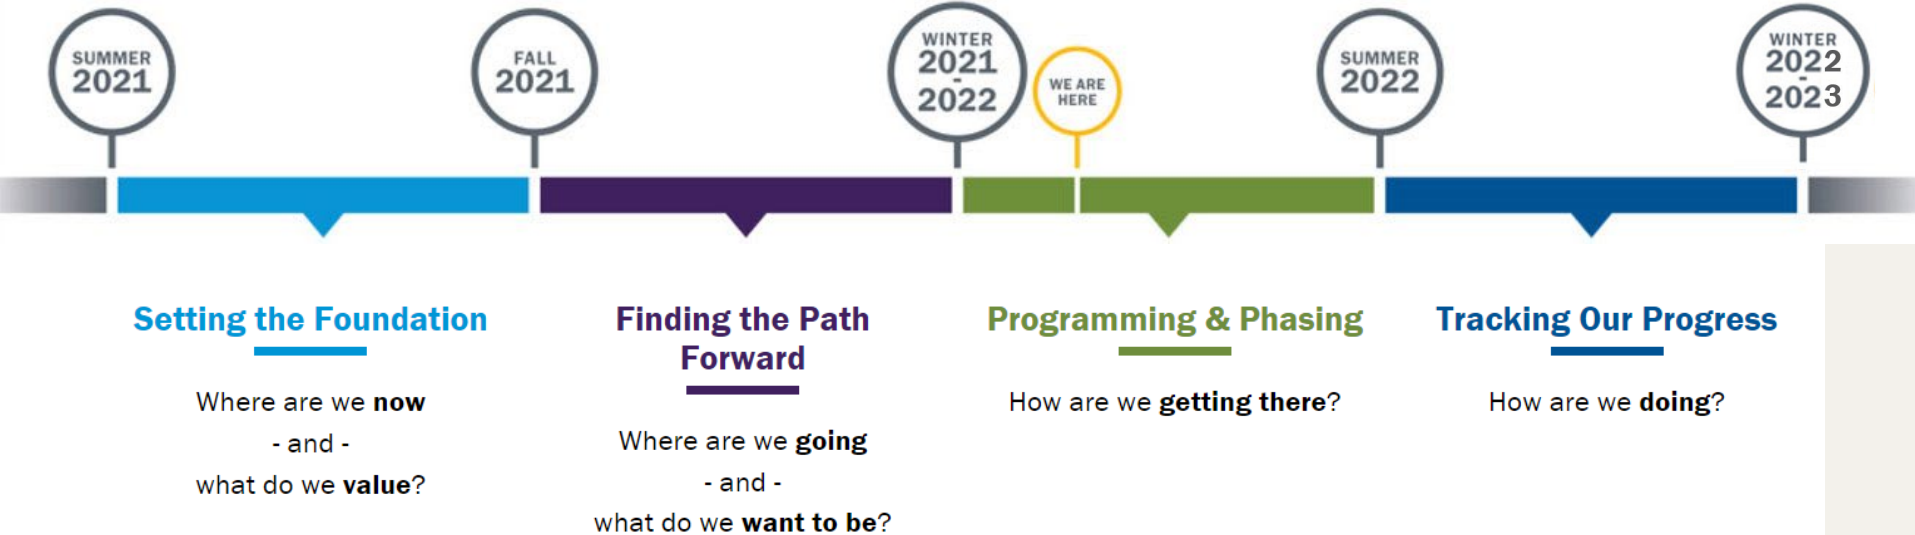 SUMMER
2021
FALL
2021
WINTER
2021
-
2022
WE ARE
HERE
SUMMER
2022
WINTER
2022
-
2023
Setting the Foundation
Where are we now
- and -
what do we value?
Finding the Path
Forward
Where are we going
- and -
what do we want to be?
Programming & Phasing
How are we getting there?
Tracking Our Progress
How are we doing?